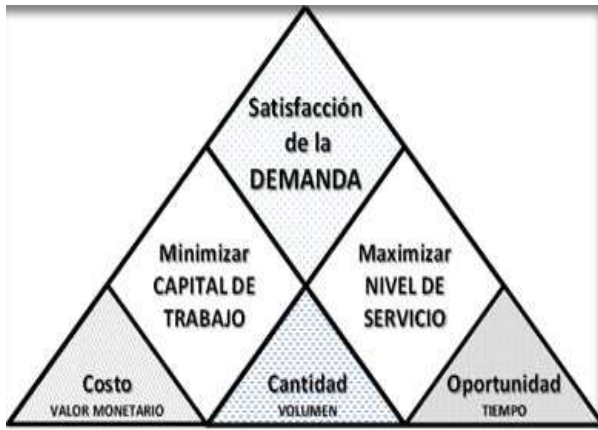 Satisfacción
de la
DEMANDA
Minimizar
CAPITAL DE
TRABAJO
Maximizar
NIVEL DE
SERVICIO
Costo
VALOR MONETARIO
Cantidad
VOLUMEN
Oportunidad
TIEMPO